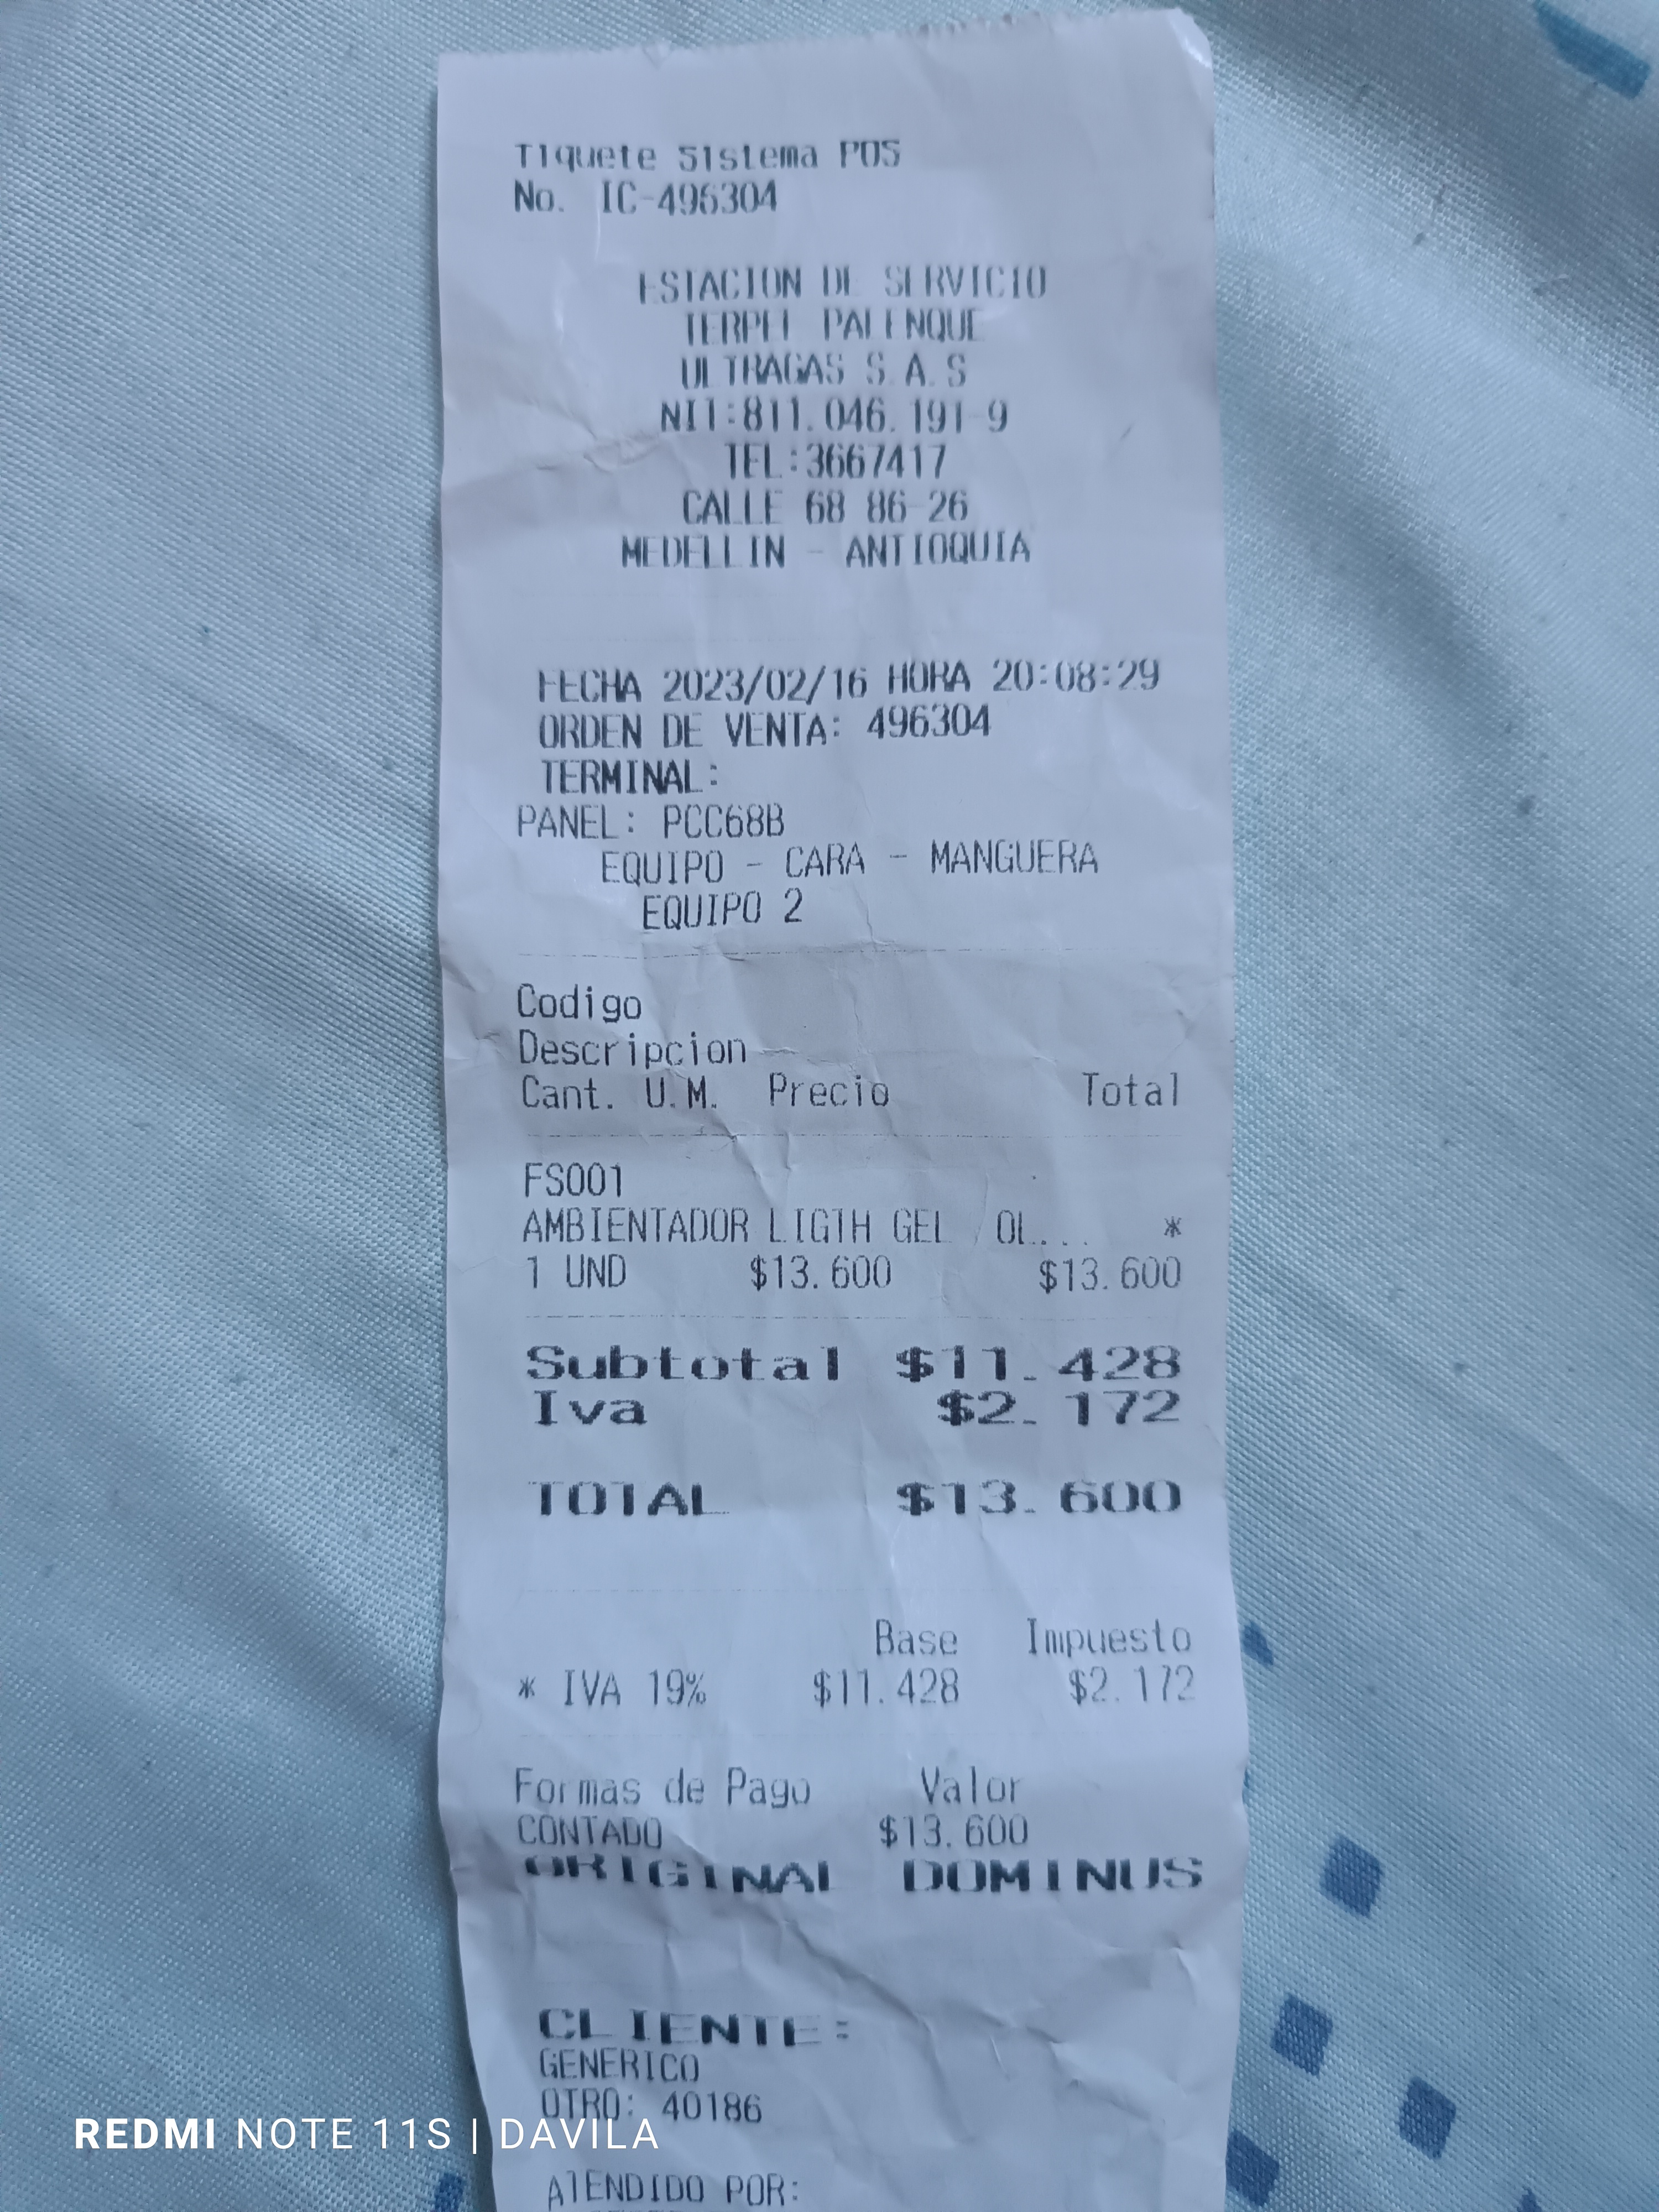 Tiquete Sistema POS
No. IC-496304
ESTACION DE SERVICIO
TERPEL PALENQUE
ULTRAGAS S.A.S
NIT:811.046.191-9
TEL:3667417
CALLE 68 86-26
MEDELLIN - ANTIOQUIA
FECHA 2023/02/16 HORA 20:08:29
ORDEN DE VENTA: 496304
TERMINAL:
PANEL: PCC68B
EQUIPO - CARA - MANGUERA
EQUIPO 2
Codigo
Descripcion
Cant. U.M. Precio Total
FS001
AMBIENTADOR LIGTH GEL / OL... *
1 UND $13.600 $13.600
Subtotal $11.428
Iva $2.172
TOTAL $13.600
Base Impuesto
* IVA 19% $11.428 $2.172
Formas de Pago Valor
CONTADO $13.600
ORIGINAL DOMINUS
CLIENTE:
GENERICO
OTRO: 40186
REDMI NOTE 11S | DAVILA
ATENDIDO POR: